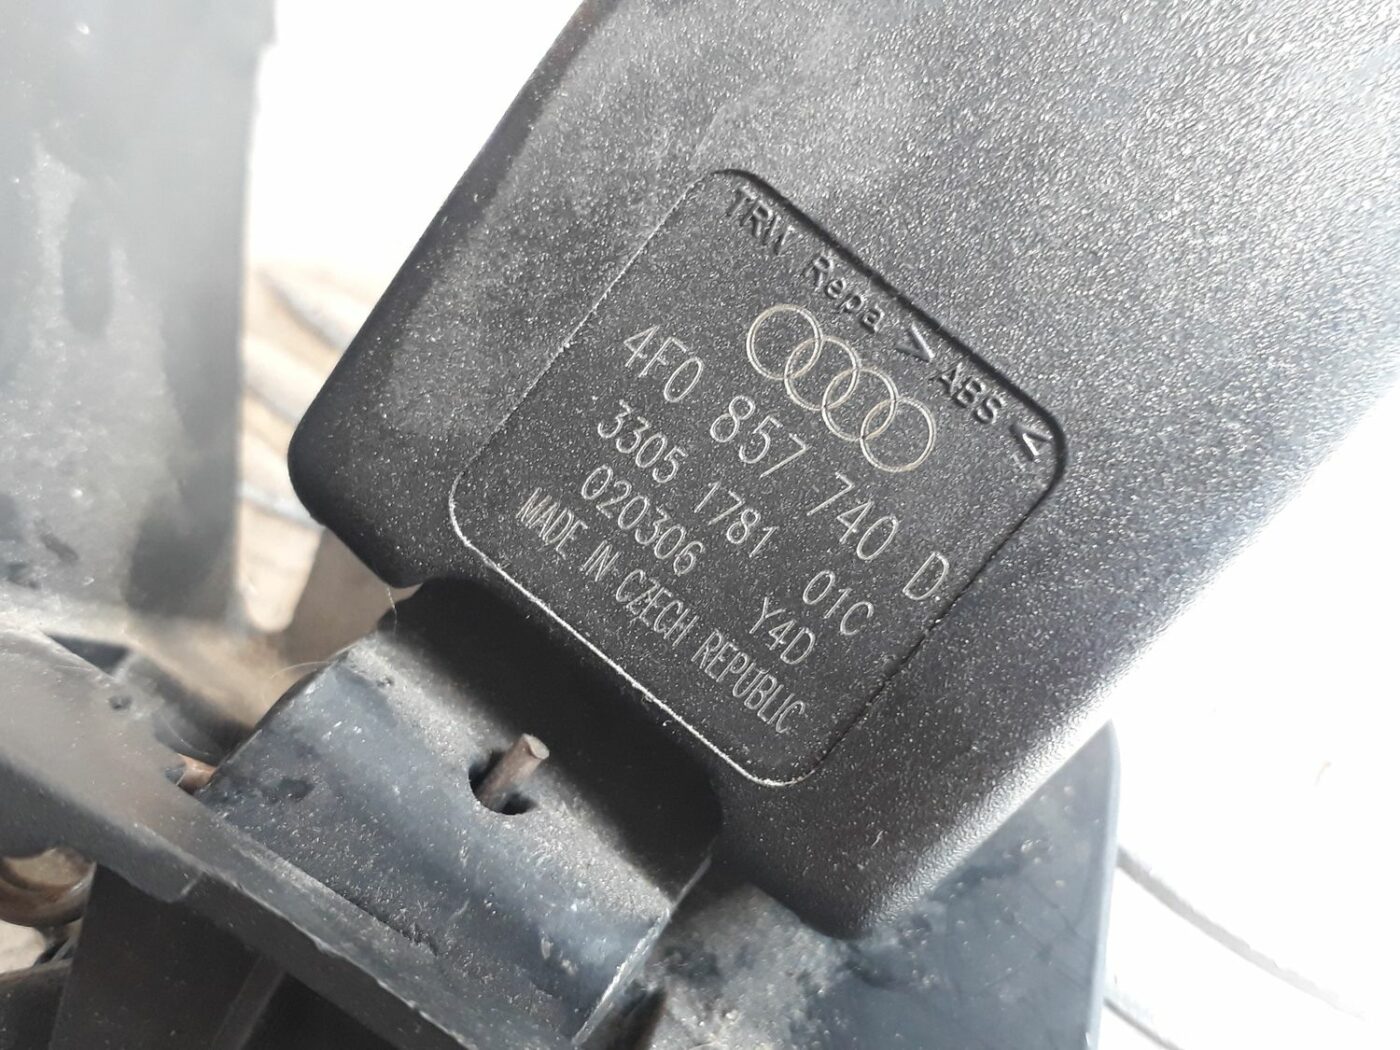 TRW Repa > ABS <
4F0 857 740 D
3305 1781 01C
020306 Y4D
MADE IN CZECH REPUBLIC